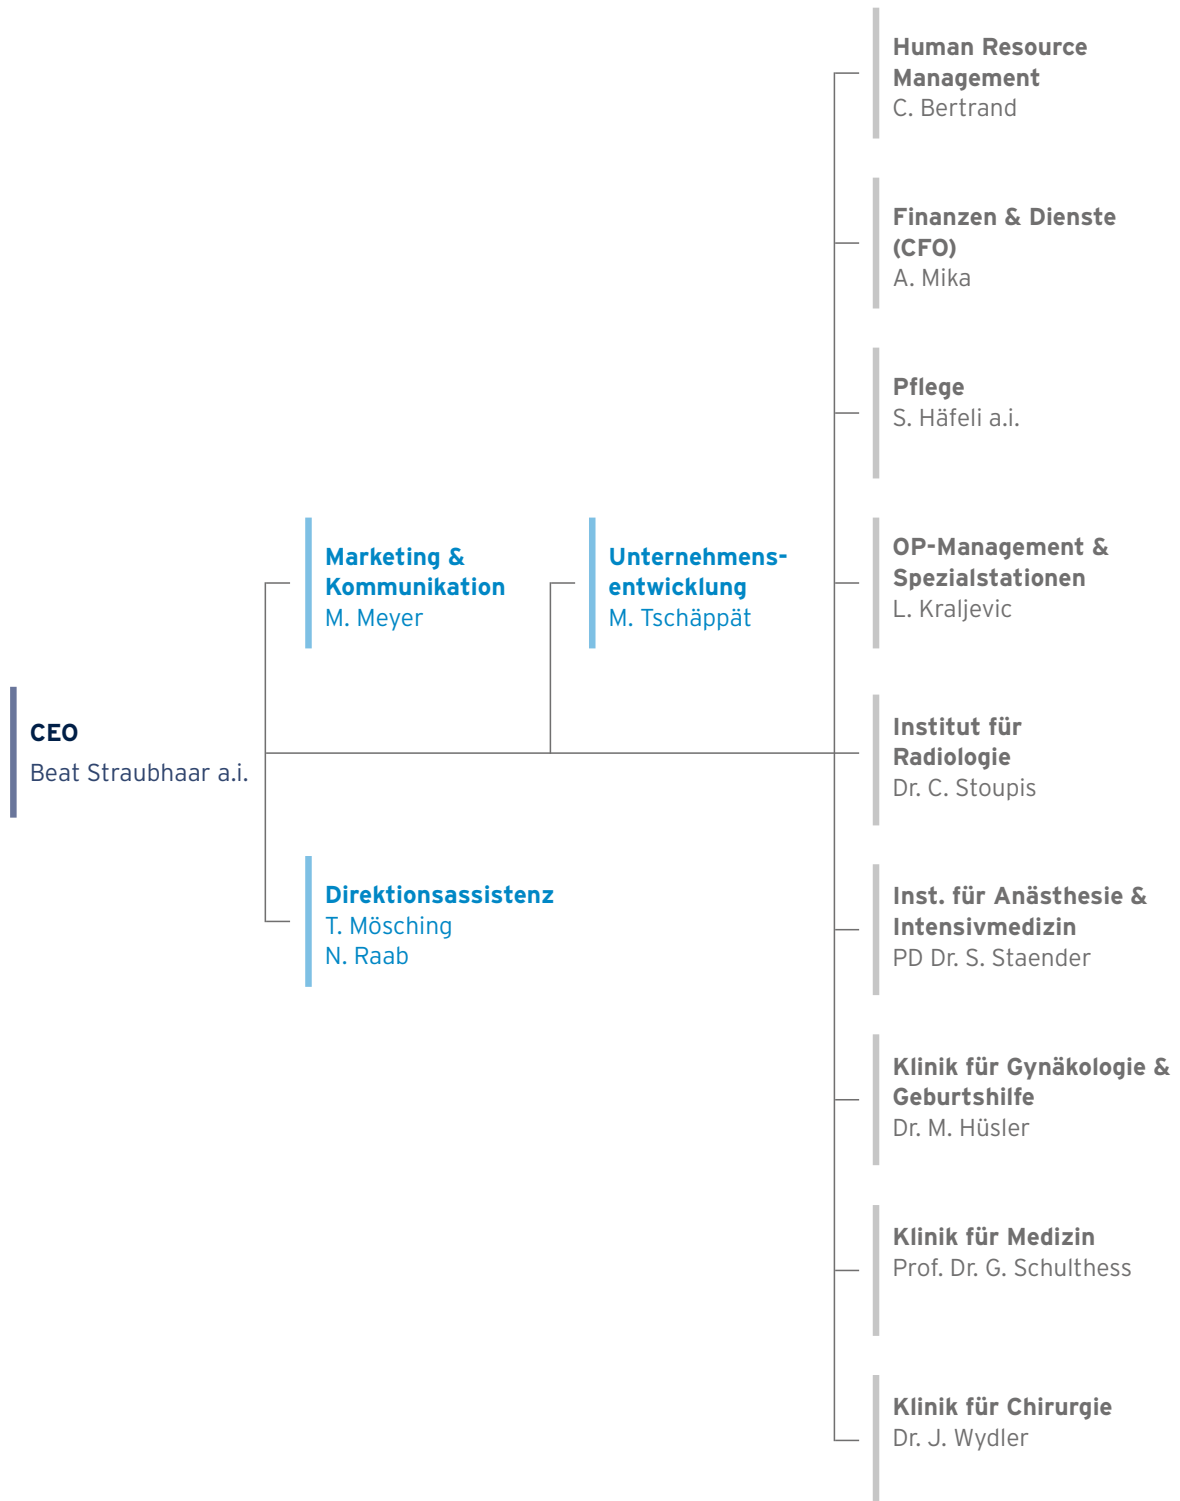 CEO
Beat Straubhaar a.i.
Marketing &
Kommunikation
M. Meyer
Direktionsassistenz
T. Mösching
N. Raab
Unternehmens-
entwicklung
M. Tschäppät
Human Resource
Management
C. Bertrand
Finanzen & Dienste
(CFO)
A. Mika
Pflege
S. Häfeli a.i.
OP-Management &
Spezialstationen
L. Kraljevic
Institut für
Radiologie
Dr. C. Stoupis
Inst. für Anästhesie &
Intensivmedizin
PD Dr. S. Staender
Klinik für Gynäkologie &
Geburtshilfe
Dr. M. Hüsler
Klinik für Medizin
Prof. Dr. G. Schulthess
Klinik für Chirurgie
Dr. J. Wydler